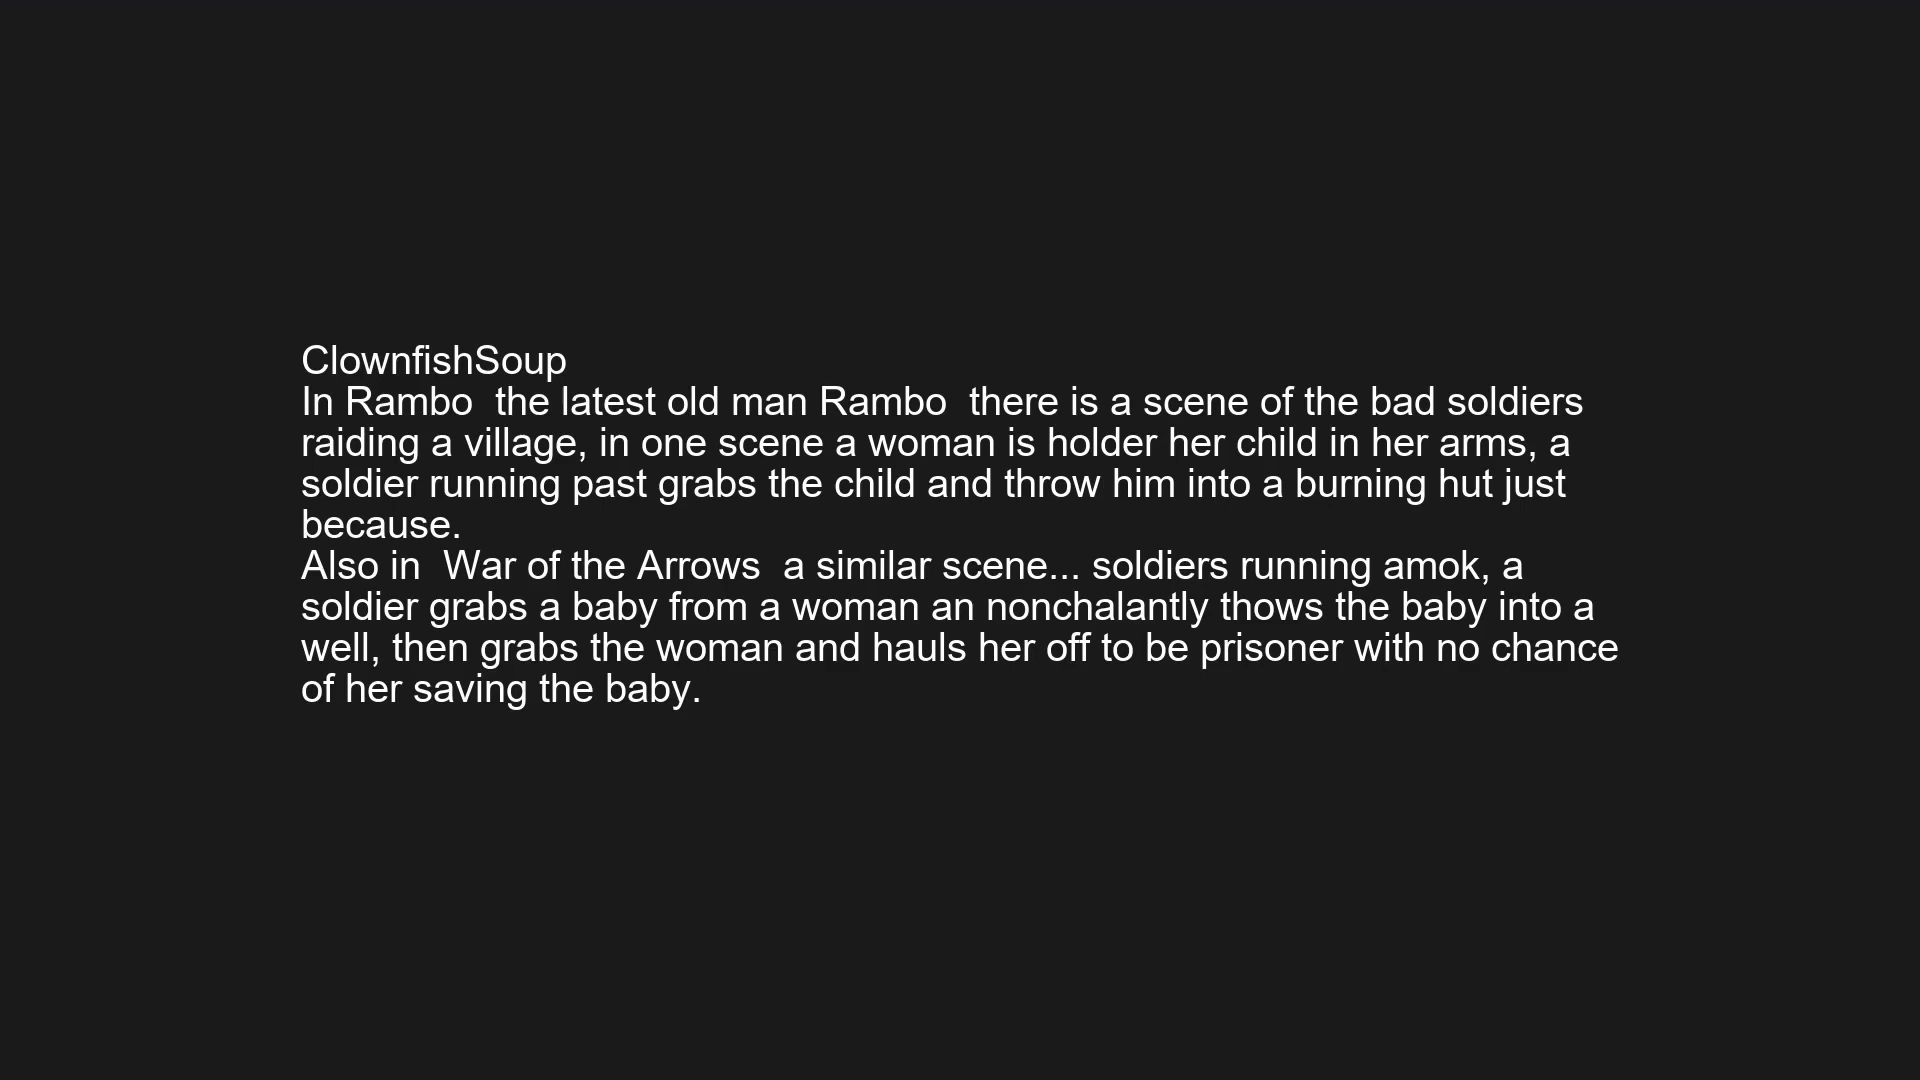 ClownfishSoup
In Rambo  the latest old man Rambo  there is a scene of the bad soldiers
raiding a village, in one scene a woman is holder her child in her arms, a
soldier running past grabs the child and throw him into a burning hut just
because.
Also in  War of the Arrows  a similar scene... soldiers running amok, a
soldier grabs a baby from a woman an nonchalantly thows the baby into a
well, then grabs the woman and hauls her off to be prisoner with no chance
of her saving the baby.